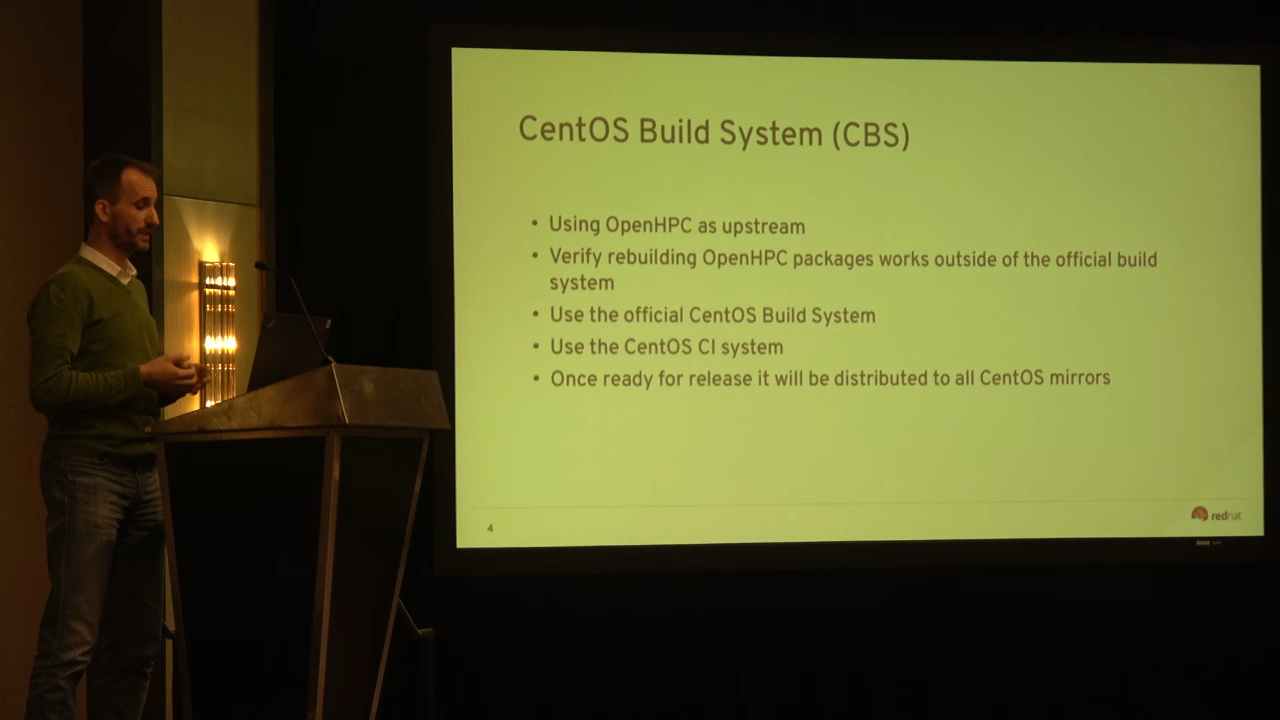 CentOS Build System (CBS)
• Using OpenHPC as upstream
• Verify rebuilding OpenHPC packages works outside of the official build
system
• Use the official CentOS Build System
• Use the CentOS CI system
• Once ready for release it will be distributed to all CentOS mirrors
4
redhat